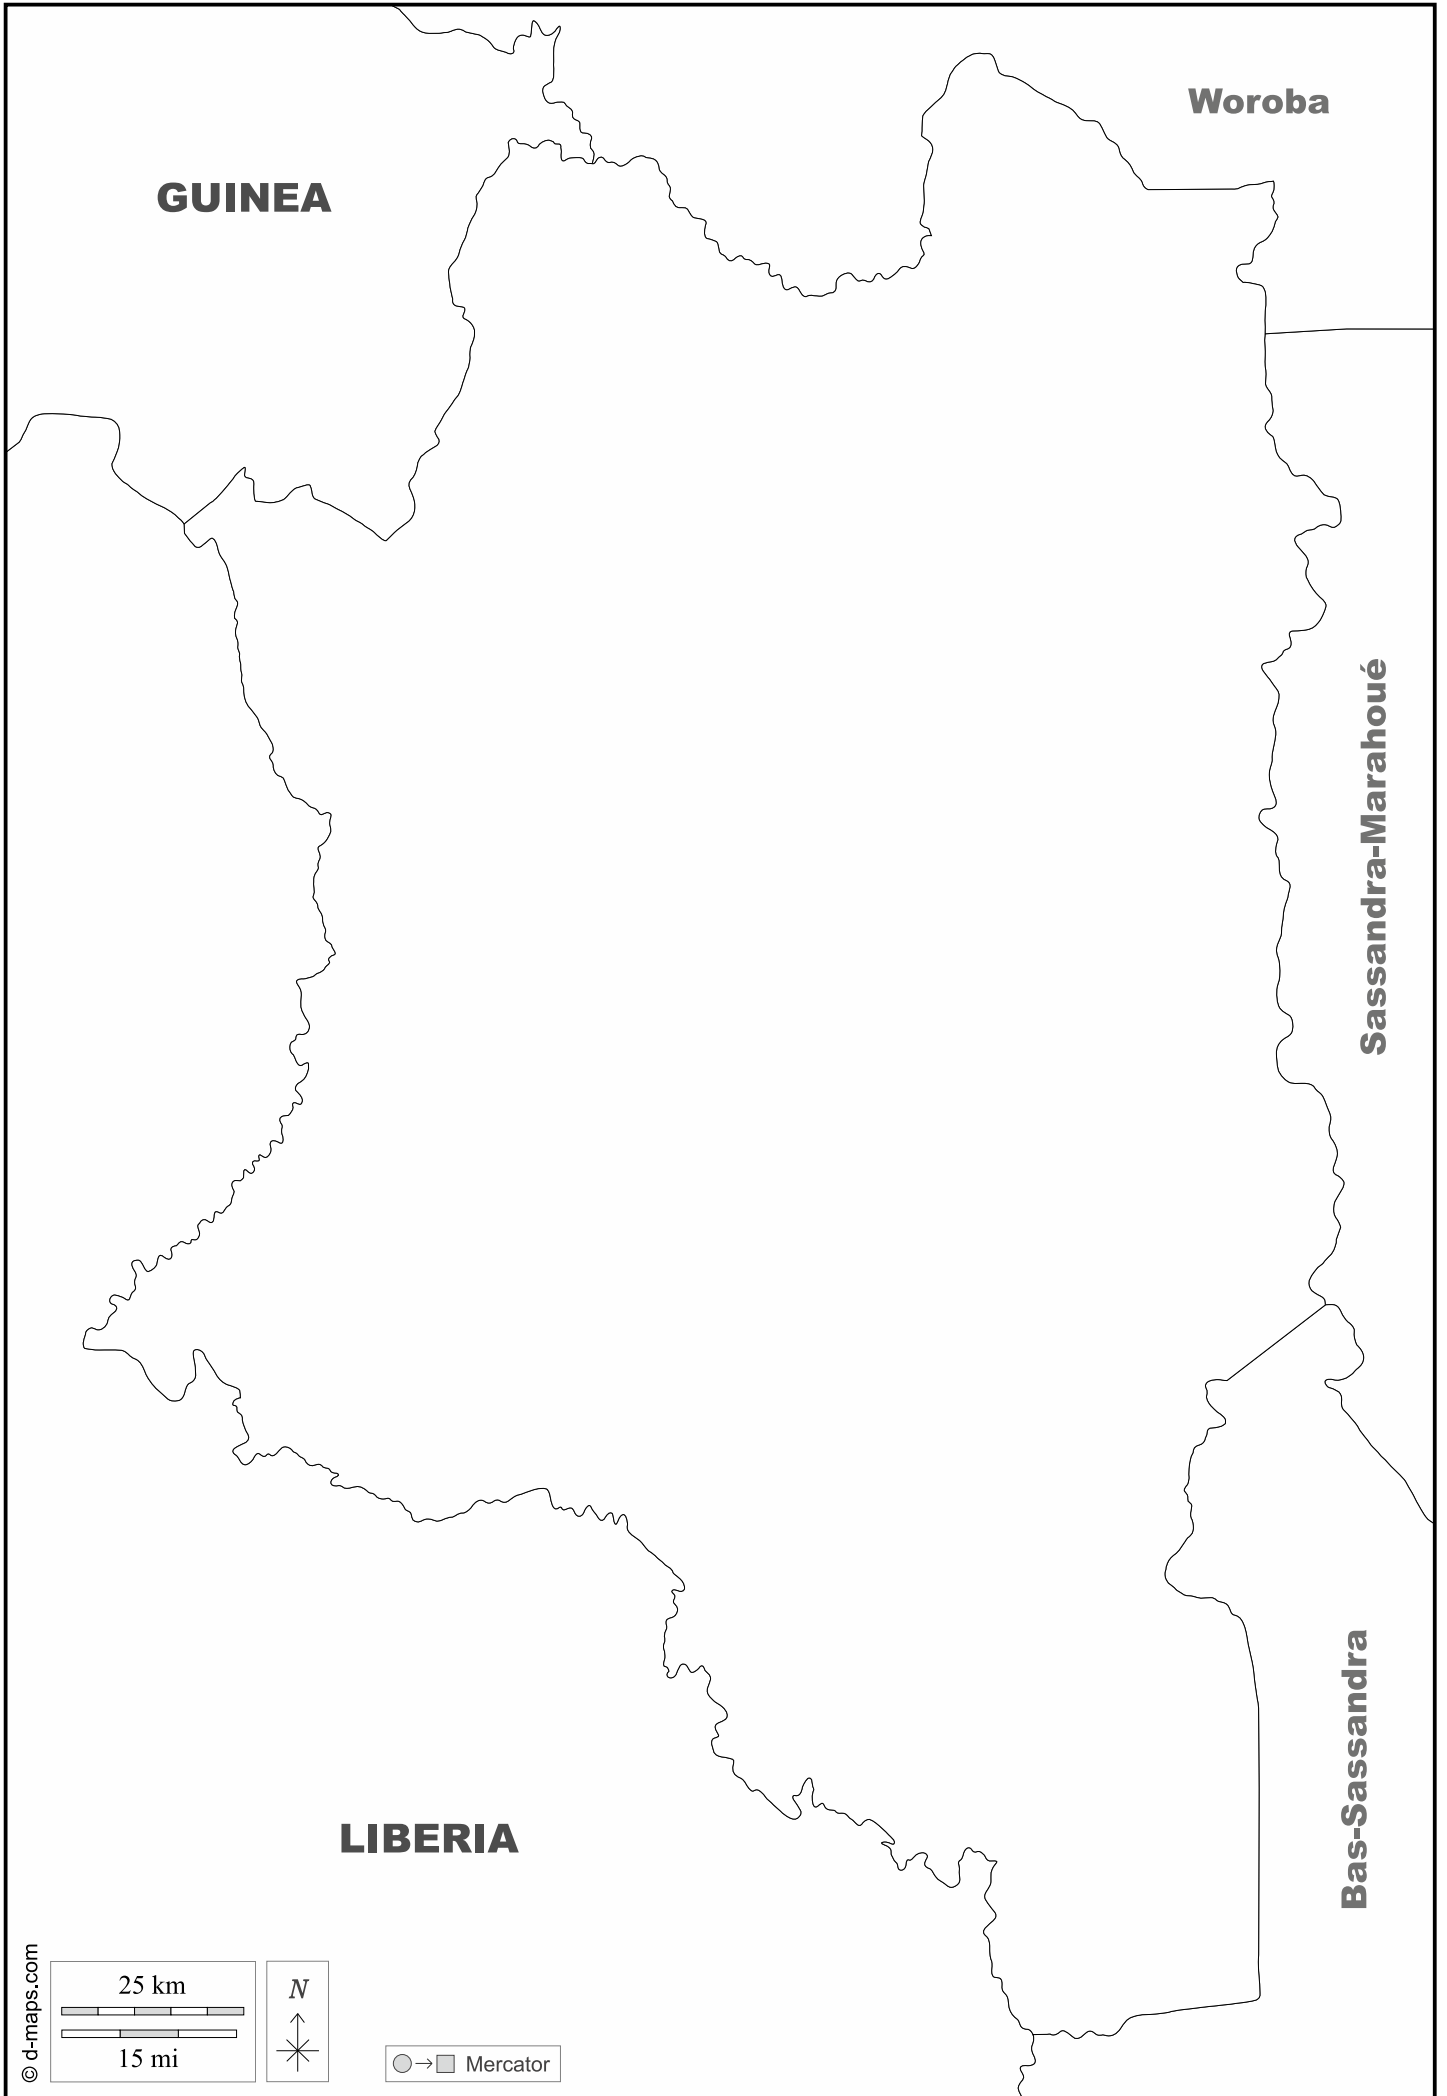 Woroba
GUINEA
Sassandra-Marahoué
Bas-Sassandra
LIBERIA
© d-maps.com
25 km
15 mi
N
Mercator